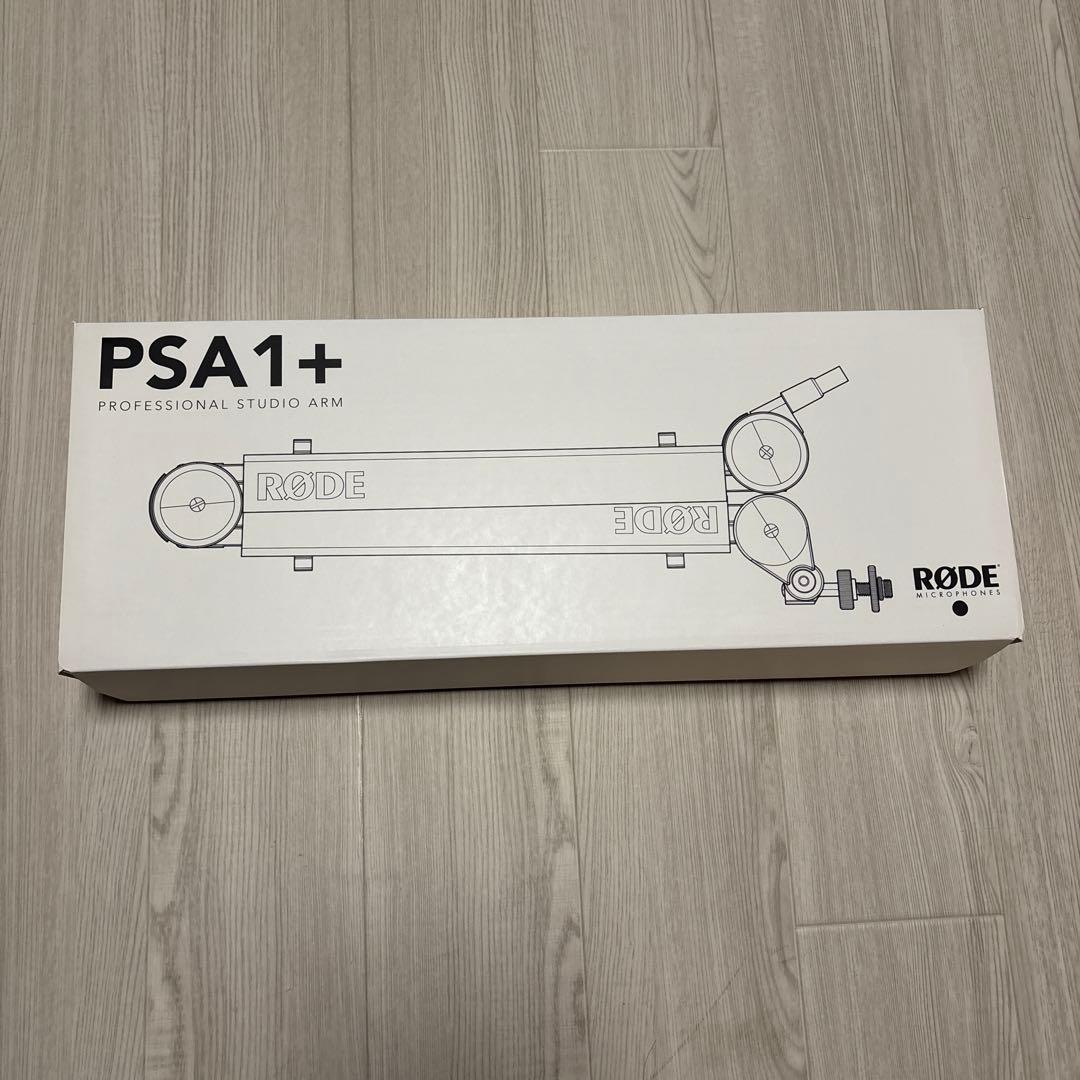 PSA1+
PROFESSIONAL STUDIO ARM
RØDE
RØDE
RØDE
MICROPHONES